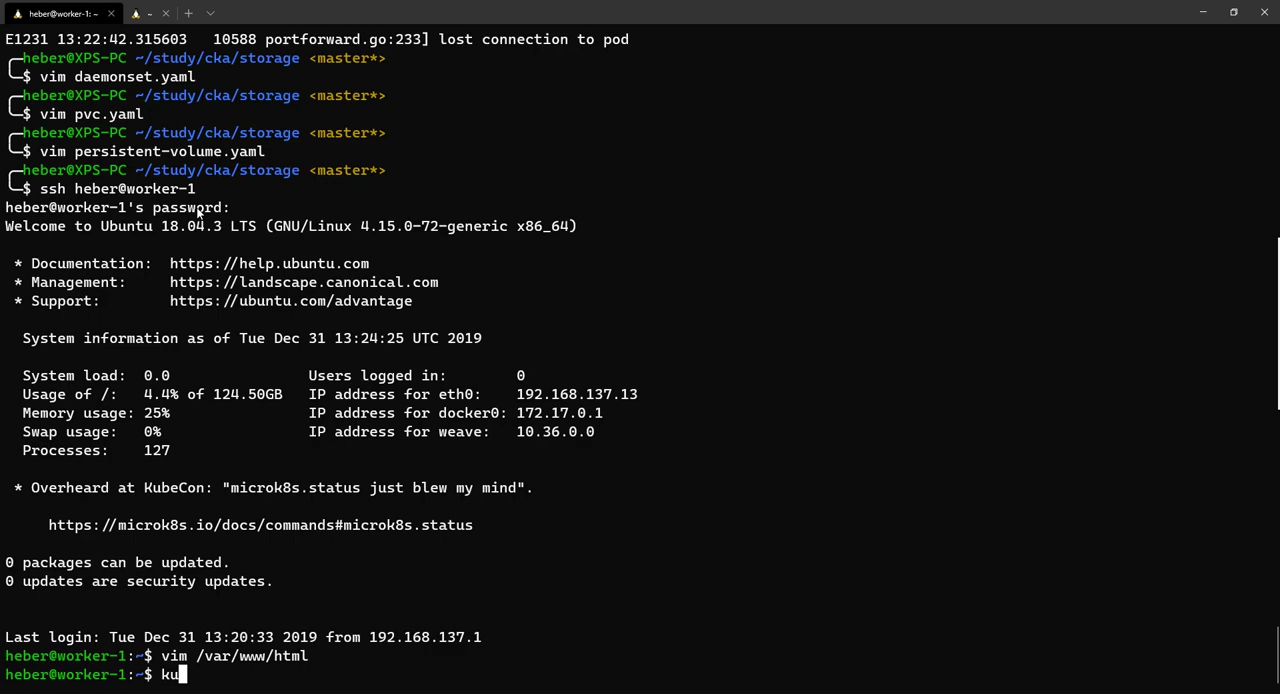 heber@worker-1: ~
~
E1231 13:22:42.315603   10588 portforward.go:233] lost connection to pod
heber@XPS-PC ~/study/cka/storage <master*>
$ vim daemonset.yaml
heber@XPS-PC ~/study/cka/storage <master*>
$ vim pvc.yaml
heber@XPS-PC ~/study/cka/storage <master*>
$ vim persistent-volume.yaml
heber@XPS-PC ~/study/cka/storage <master*>
$ ssh heber@worker-1
heber@worker-1's password:
Welcome to Ubuntu 18.04.3 LTS (GNU/Linux 4.15.0-72-generic x86_64)
* Documentation:  https://help.ubuntu.com
* Management:     https://landscape.canonical.com
* Support:        https://ubuntu.com/advantage
System information as of Tue Dec 31 13:24:25 UTC 2019
System load:  0.0                Users logged in:        0
Usage of /:   4.4% of 124.50GB   IP address for eth0:    192.168.137.13
Memory usage: 25%                IP address for docker0: 172.17.0.1
Swap usage:   0%                 IP address for weave:   10.36.0.0
Processes:    127
* Overheard at KubeCon: "microk8s.status just blew my mind".
https://microk8s.io/docs/commands#microk8s.status
0 packages can be updated.
0 updates are security updates.
Last login: Tue Dec 31 13:20:33 2019 from 192.168.137.1
heber@worker-1:~$ vim /var/www/html
heber@worker-1:~$ ku